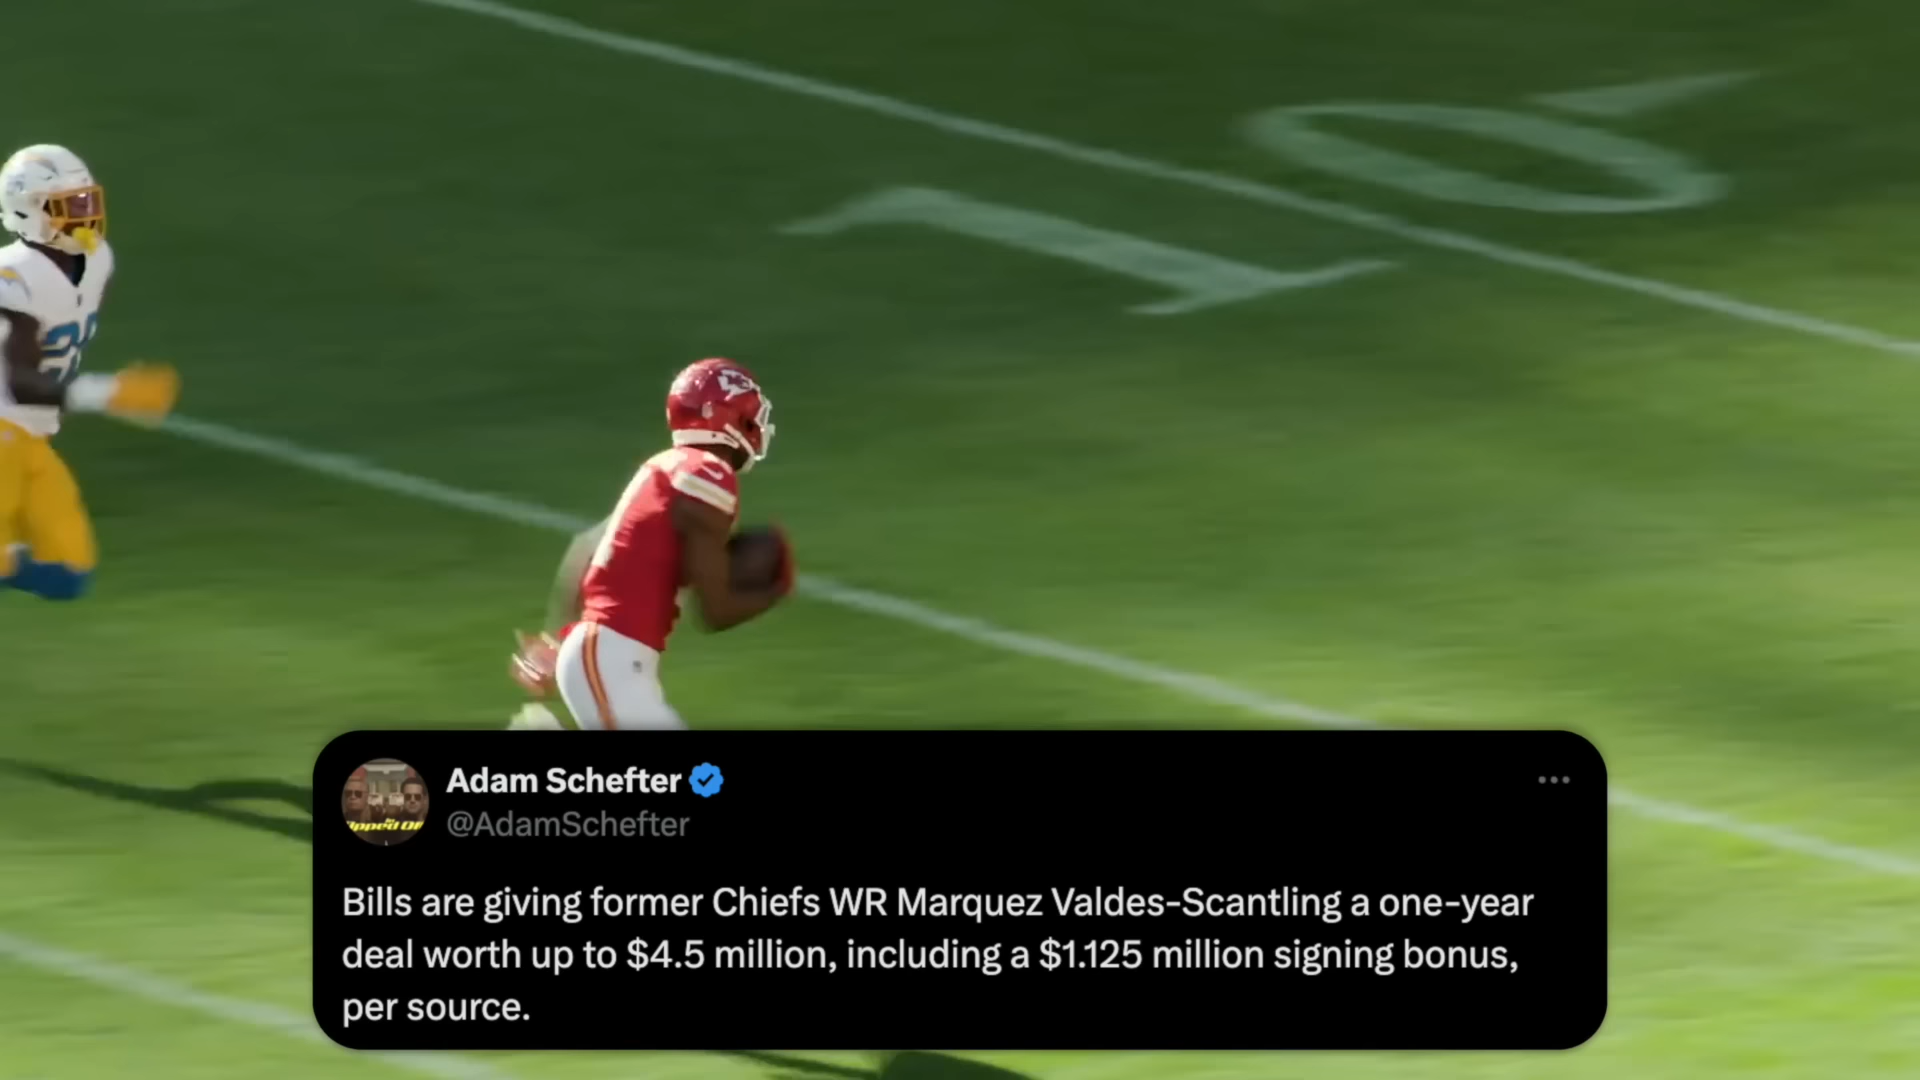 10
Adam Schefter
@AdamSchefter
Bills are giving former Chiefs WR Marquez Valdes-Scantling a one-year
deal worth up to $4.5 million, including a $1.125 million signing bonus,
per source.